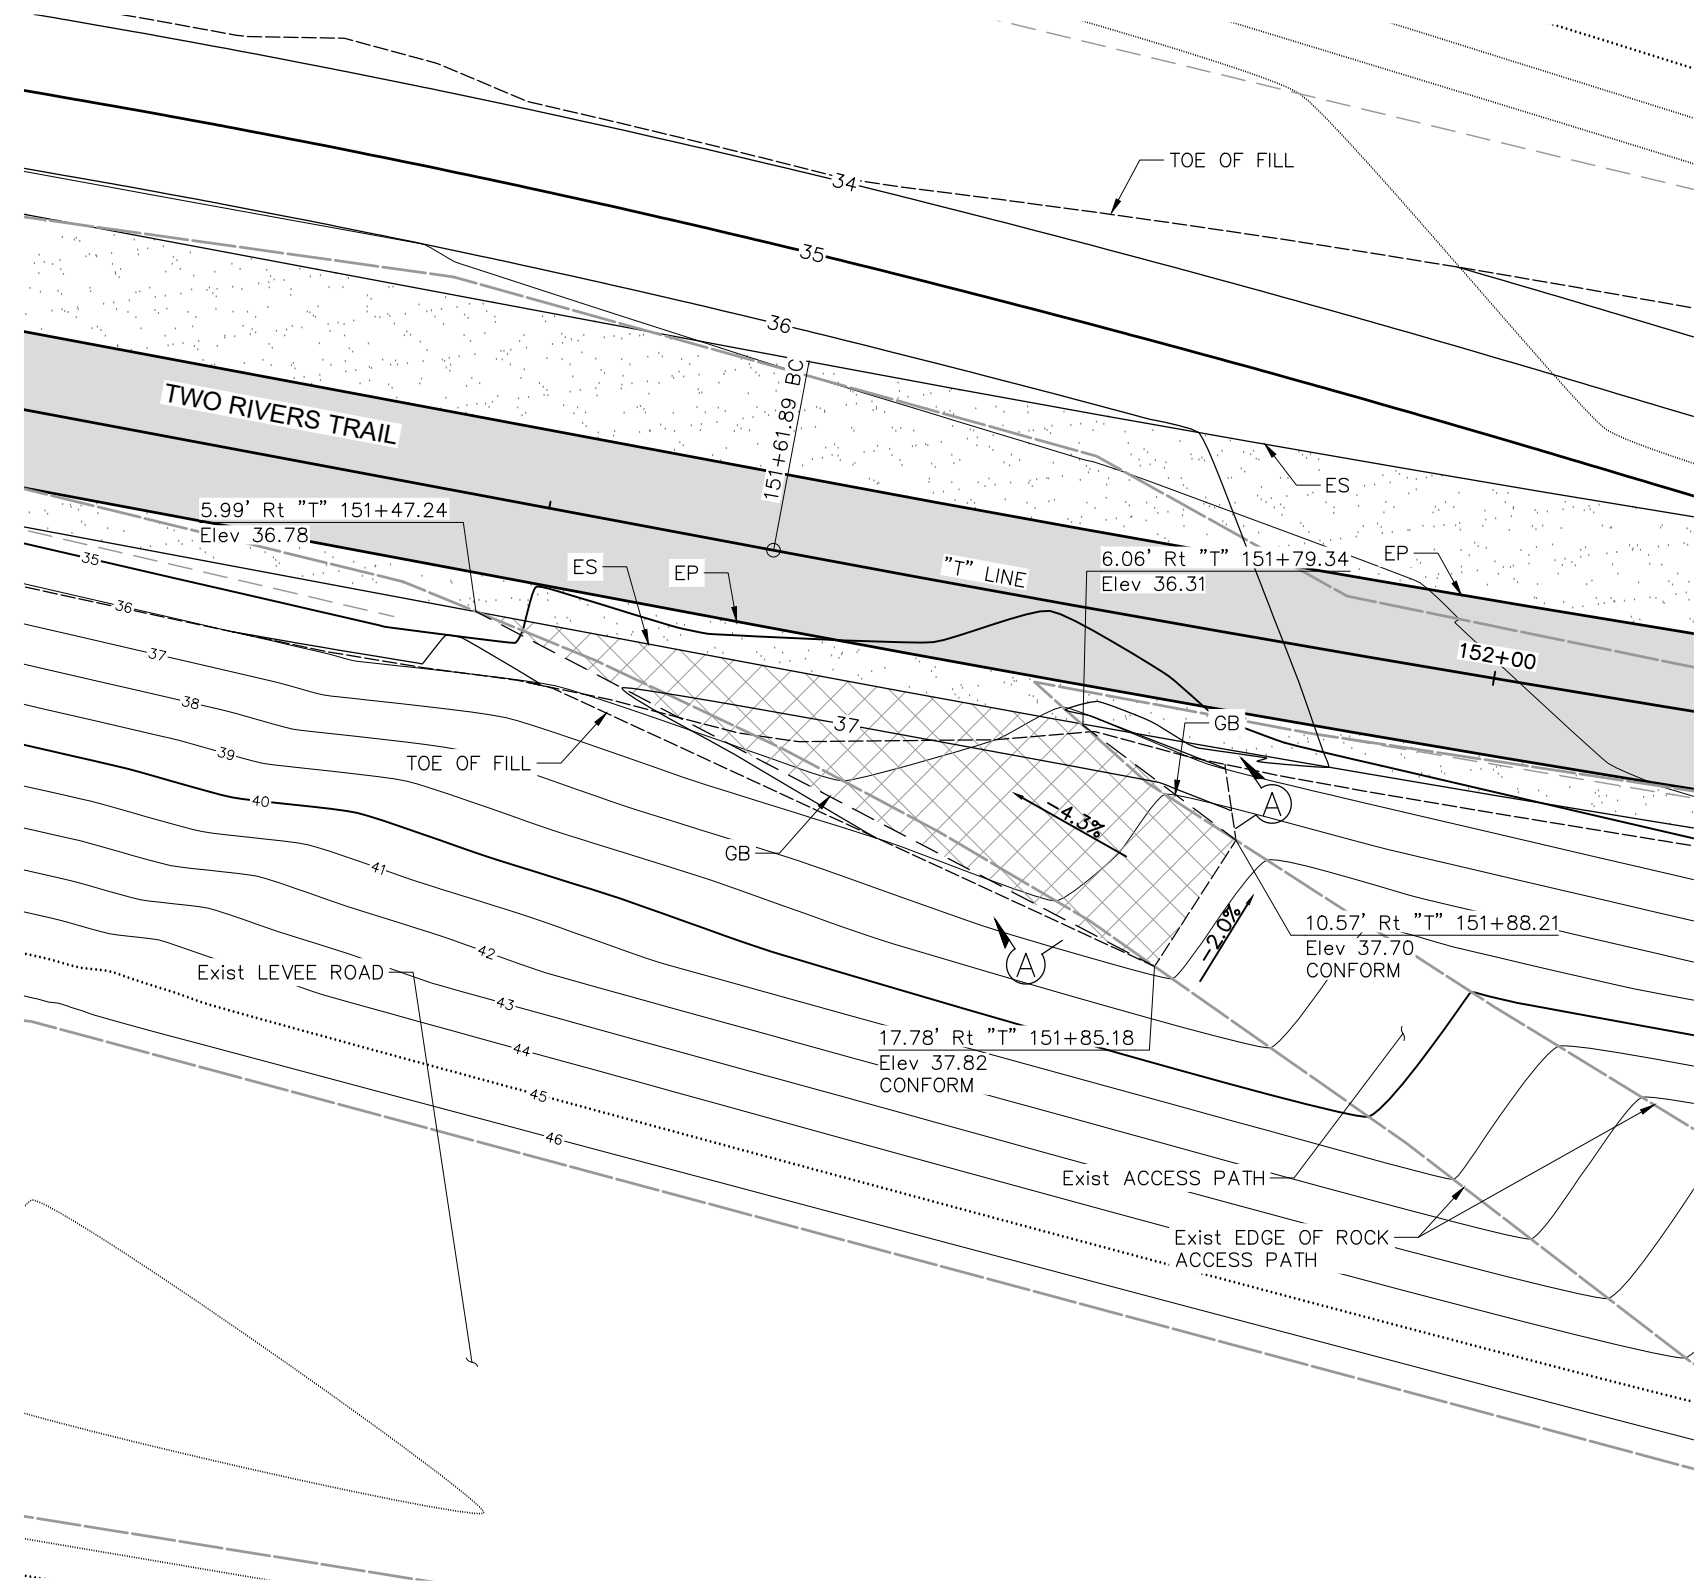 TOE OF FILL
34
35
36
151+61.89 BC
TWO RIVERS TRAIL
ES
5.99' Rt "T" 151+47.24
Elev 36.78
ES
EP
"T" LINE
6.06' Rt "T" 151+79.34
Elev 36.31
EP
152+00
35
36
37
38
39
40
41
42
43
44
45
46
37
GB
TOE OF FILL
-4.3%
A
GB
-2.0%
10.57' Rt "T" 151+88.21
Elev 37.70
CONFORM
A
Exist LEVEE ROAD
17.78' Rt "T" 151+85.18
Elev 37.82
CONFORM
Exist ACCESS PATH
Exist EDGE OF ROCK
ACCESS PATH